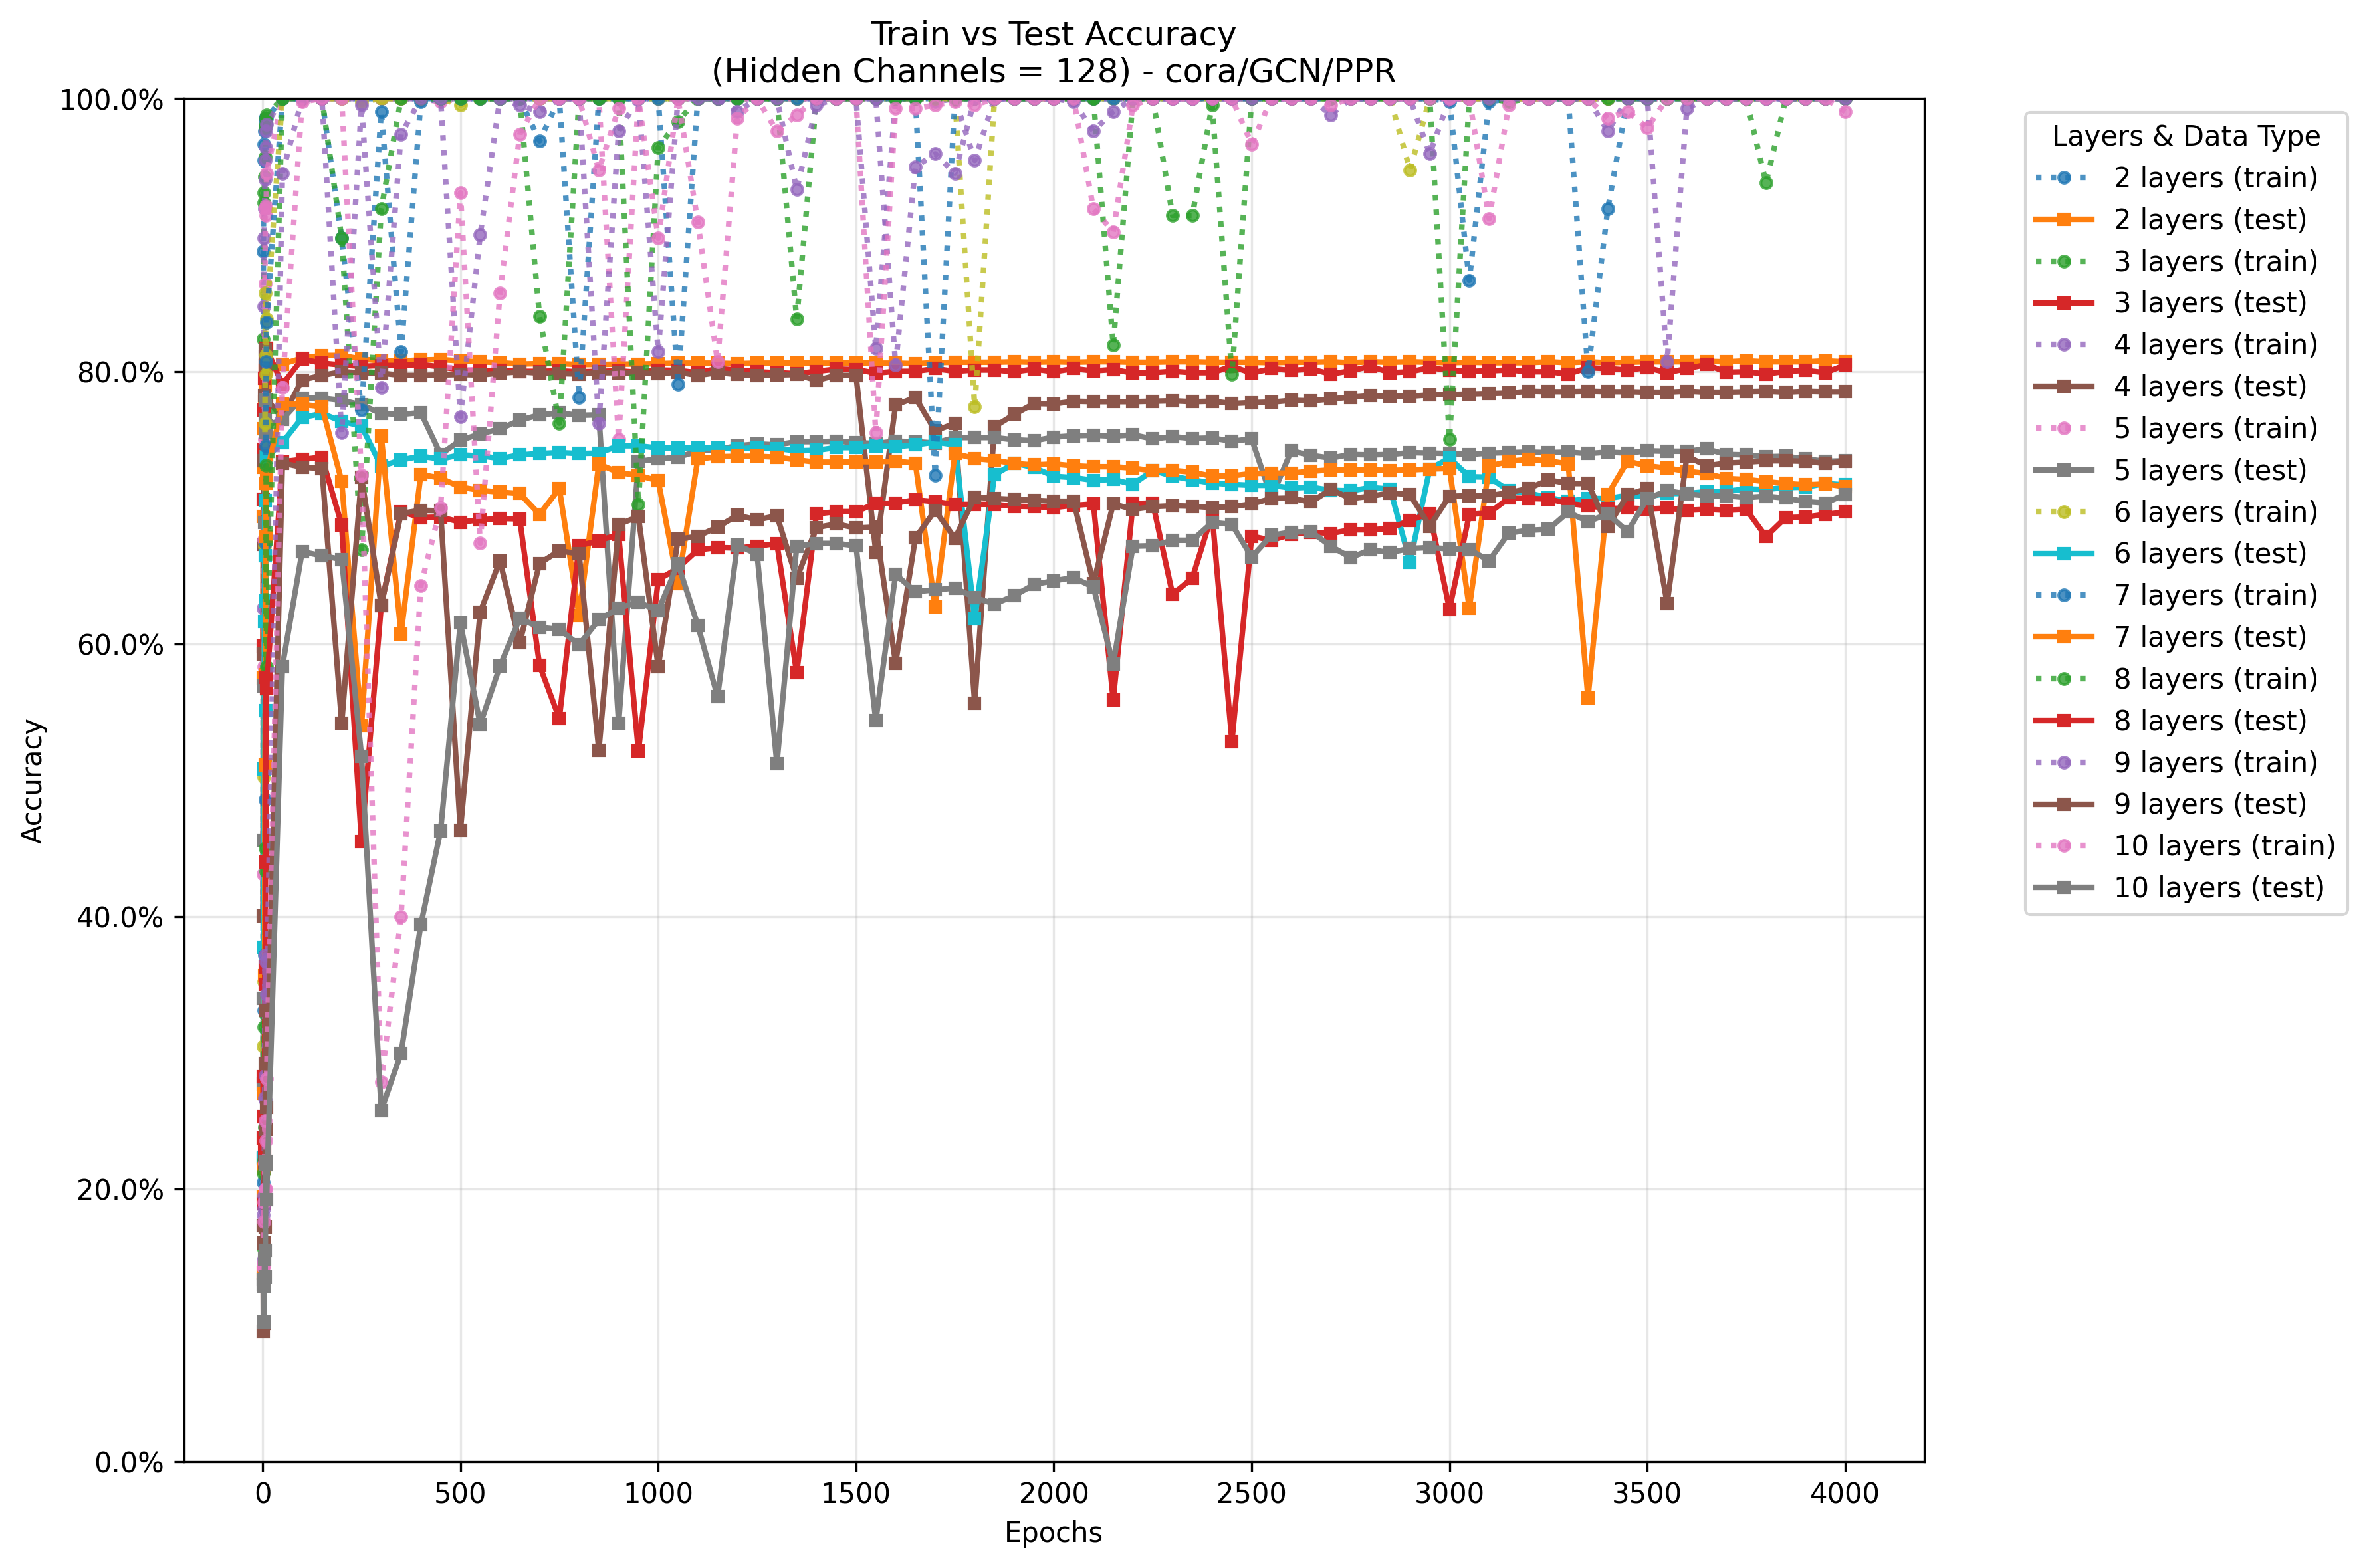 Train vs Test Accuracy
(Hidden Channels = 128) - cora/GCN/PPR
100.0%
80.0%
60.0%
40.0%
20.0%
0.0%
Accuracy
0
500
1000
1500
2000
2500
3000
3500
4000
Epochs
Layers & Data Type
2 layers (train)
2 layers (test)
3 layers (train)
3 layers (test)
4 layers (train)
4 layers (test)
5 layers (train)
5 layers (test)
6 layers (train)
6 layers (test)
7 layers (train)
7 layers (test)
8 layers (train)
8 layers (test)
9 layers (train)
9 layers (test)
10 layers (train)
10 layers (test)